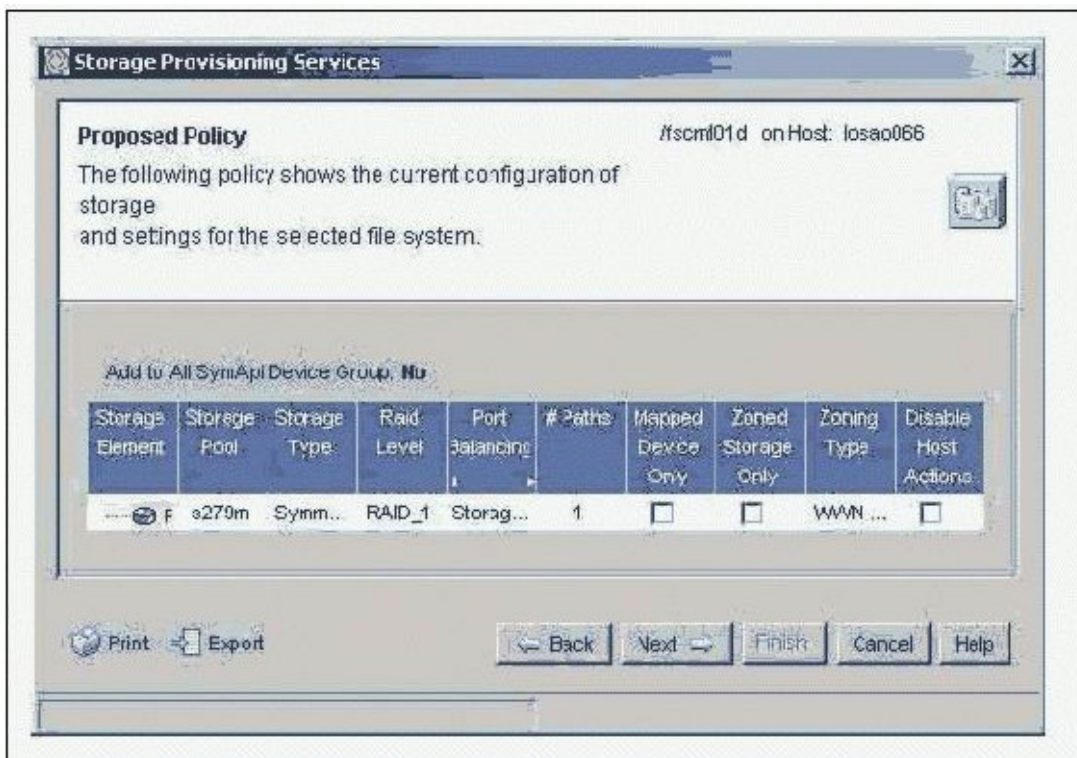 Storage Provisioning Services
Proposed Policy
on Host: losao066
The following policy shows the current configuration of
storage
and settings for the selected file system.
Add to All SymApi Device Group, No
Storage Element
Storage Pool
Storage Type
Raid Level
Port Balancing
# Paths
Mapped Device Only
Zoned Storage Only
Zoning Type
Disable Host Actions
F
s279m
Symm...
RAID_1
Storag...
1
WWN ...
Print
Export
Back
Next
Finish
Cancel
Help